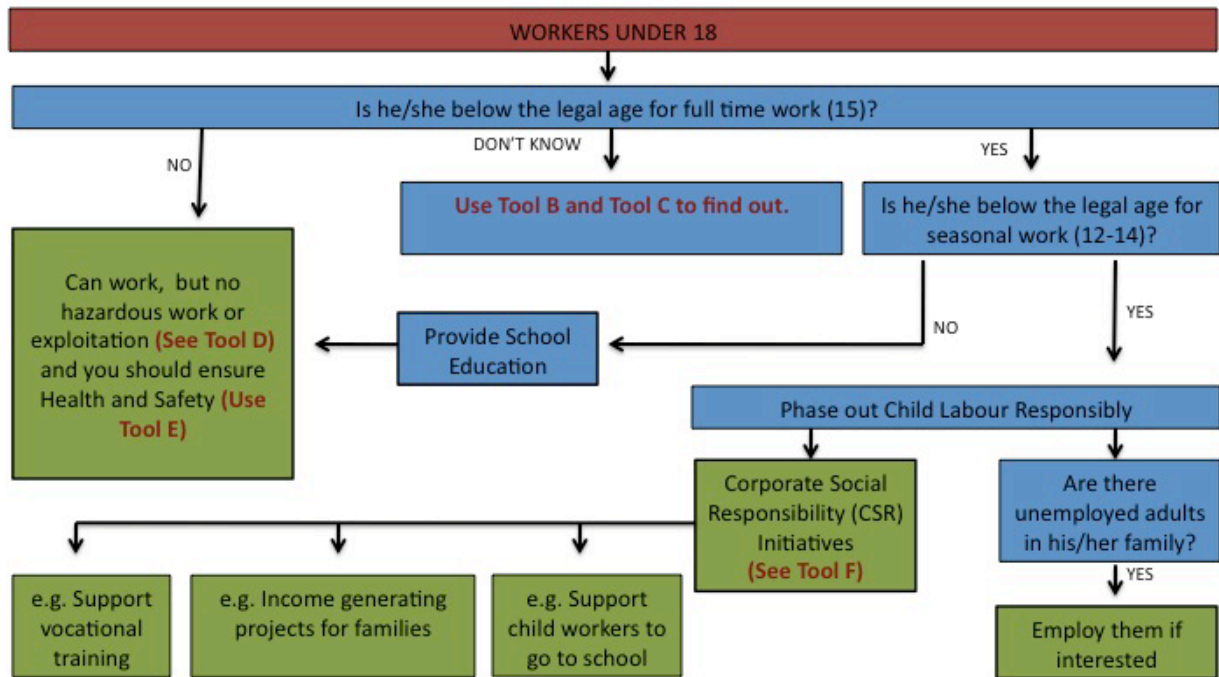 WORKERS UNDER 18
Is he/she below the legal age for full time work (15)?
NO
DON'T KNOW
YES
Use Tool B and Tool C to find out.
Is he/she below the legal age for
seasonal work (12-14)?
Can work, but no
hazardous work or
exploitation (See Tool D)
and you should ensure
Health and Safety (Use
Tool E)
Provide School
Education
NO
YES
Phase out Child Labour Responsibly
Corporate Social
Responsibility (CSR)
Initiatives
(See Tool F)
Are there
unemployed adults
in his/her family?
YES
e.g. Support
vocational
training
e.g. Income generating
projects for families
e.g. Support
child workers to
go to school
Employ them if
interested